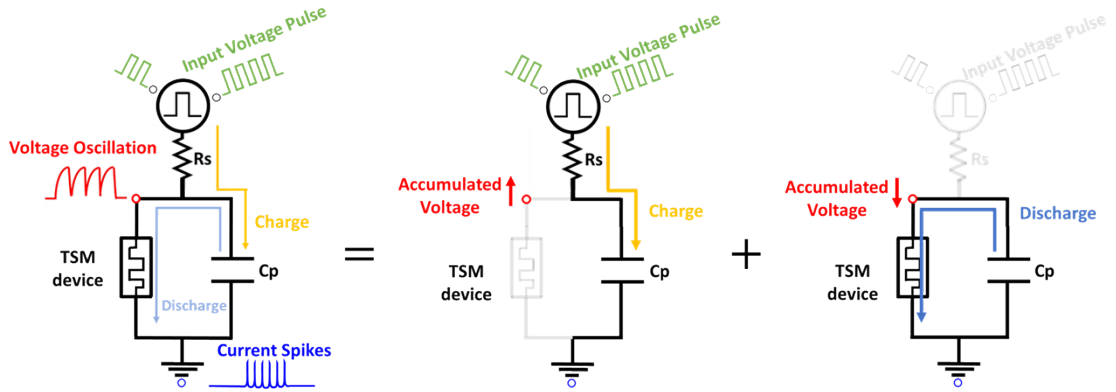 Input Voltage Pulse
Voltage Oscillation
Rs
Charge
TSM
device
Cp
Discharge
Current Spikes
=
Input Voltage Pulse
Rs
Accumulated
Voltage
Charge
TSM
device
Cp
+
Input Voltage Pulse
Rs
Accumulated
Voltage
Discharge
TSM
device
Cp